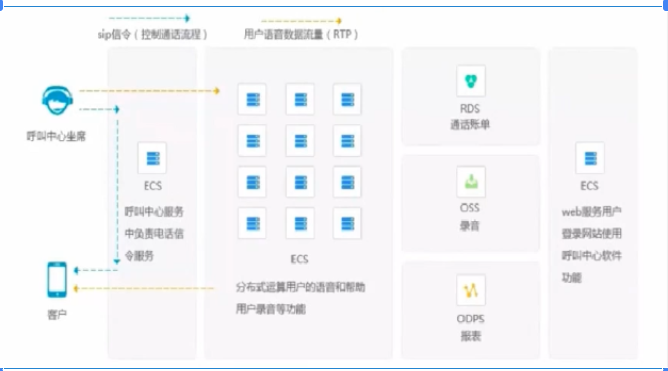 sip信令（控制通话流程）
用户语音数据流量（RTP）
呼叫中心坐席
客户
ECS
呼叫中心服务
中负责电话信
令服务
ECS
分布式运算用户的语音和帮助
用户录音等功能
RDS
通话账单
OSS
录音
ODPS
报表
ECS
web服务用户
登录网站使用
呼叫中心软件
功能